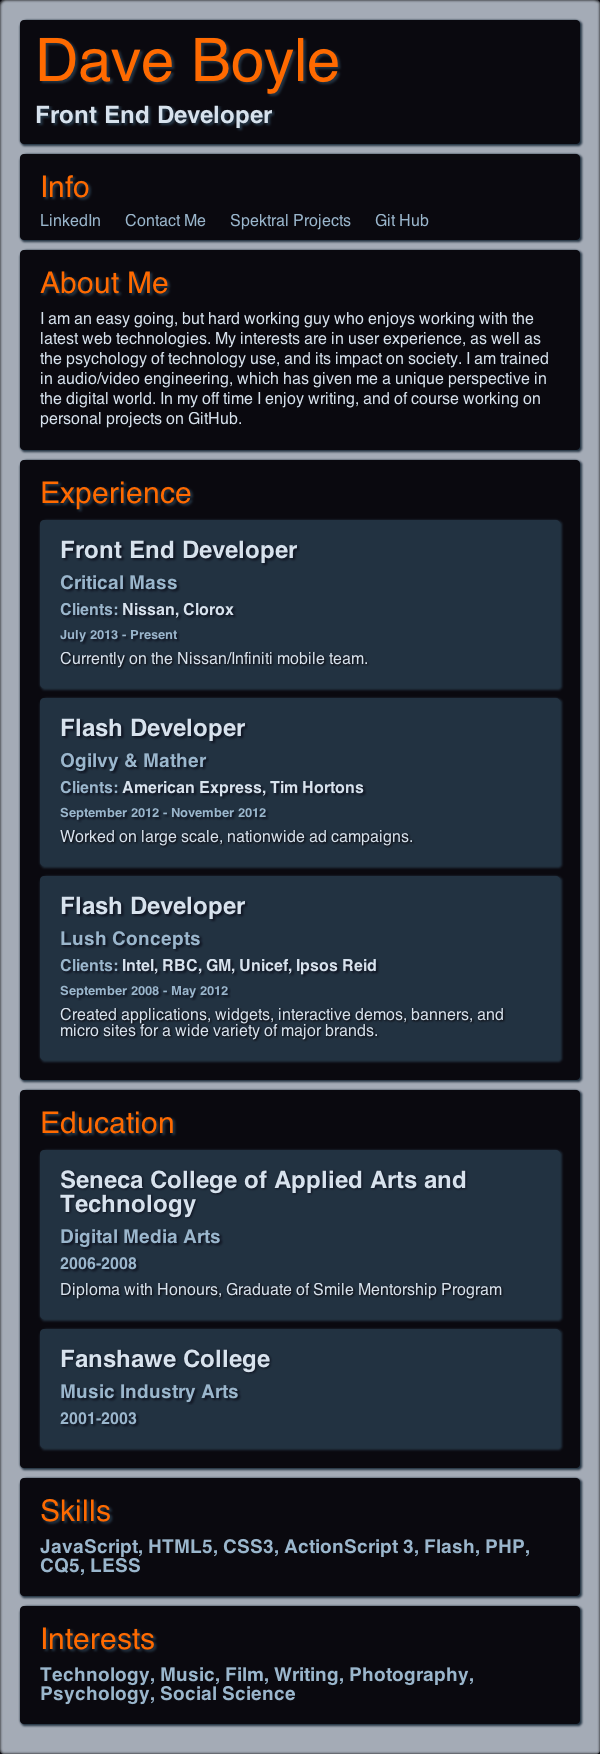 Dave Boyle
Front End Developer
Info
LinkedIn Contact Me Spektral Projects Git Hub
About Me
I am an easy going, but hard working guy who enjoys working with the
latest web technologies. My interests are in user experience, as well as
the psychology of technology use, and its impact on society. I am trained
in audio/video engineering, which has given me a unique perspective in
the digital world. In my off time I enjoy writing, and of course working on
personal projects on GitHub.
Experience
Front End Developer
Critical Mass
Clients: Nissan, Clorox
July 2013 - Present
Currently on the Nissan/Infiniti mobile team.
Flash Developer
Ogilvy & Mather
Clients: American Express, Tim Hortons
September 2012 - November 2012
Worked on large scale, nationwide ad campaigns.
Flash Developer
Lush Concepts
Clients: Intel, RBC, GM, Unicef, Ipsos Reid
September 2008 - May 2012
Created applications, widgets, interactive demos, banners, and
micro sites for a wide variety of major brands.
Education
Seneca College of Applied Arts and
Technology
Digital Media Arts
2006-2008
Diploma with Honours, Graduate of Smile Mentorship Program
Fanshawe College
Music Industry Arts
2001-2003
Skills
JavaScript, HTML5, CSS3, ActionScript 3, Flash, PHP,
CQ5, LESS
Interests
Technology, Music, Film, Writing, Photography,
Psychology, Social Science